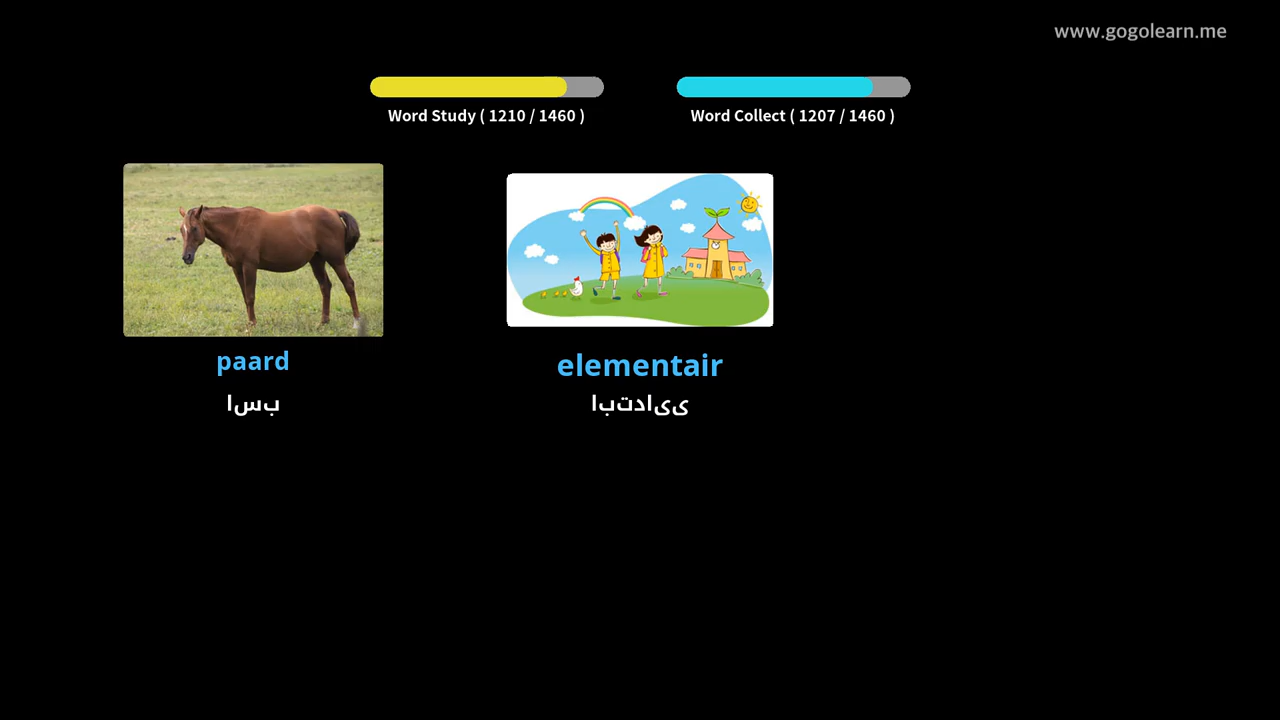 www.gogolearn.me
Word Study ( 1210 / 1460 )
Word Collect ( 1207 / 1460 )
paard
اسب
elementair
ابتدایی